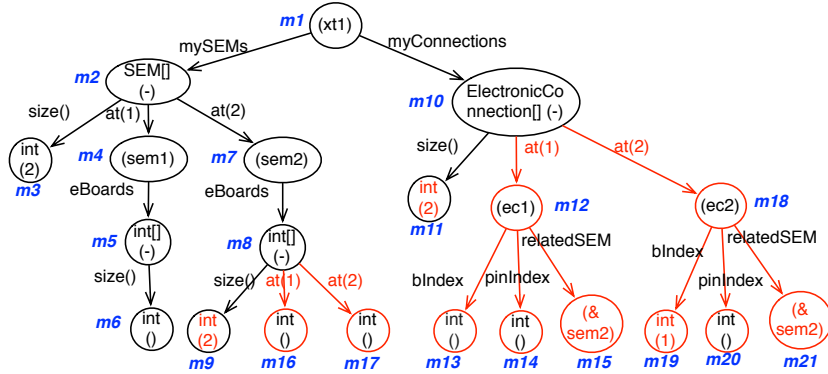 m1
(xt1)
mySEMs
myConnections
m2
SEM[]
(-)
m10
ElectronicCo
nnection[] (-)
size()
at(1)
at(2)
size()
at(1)
at(2)
int
(2)
m3
m4
(sem1)
m7
(sem2)
int
(2)
m11
(ec1)
m12
(ec2)
m18
eBoards
eBoards
m5
int[]
(-)
m8
int[]
(-)
bIndex
pinIndex
relatedSEM
bIndex
pinIndex
relatedSEM
size()
size()
at(1)
at(2)
m6
int
()
int
(2)
m9
int
()
m16
int
()
m17
int
()
m13
int
()
m14
(&
sem2)
m15
int
(1)
m19
int
()
m20
(&
sem2)
m21